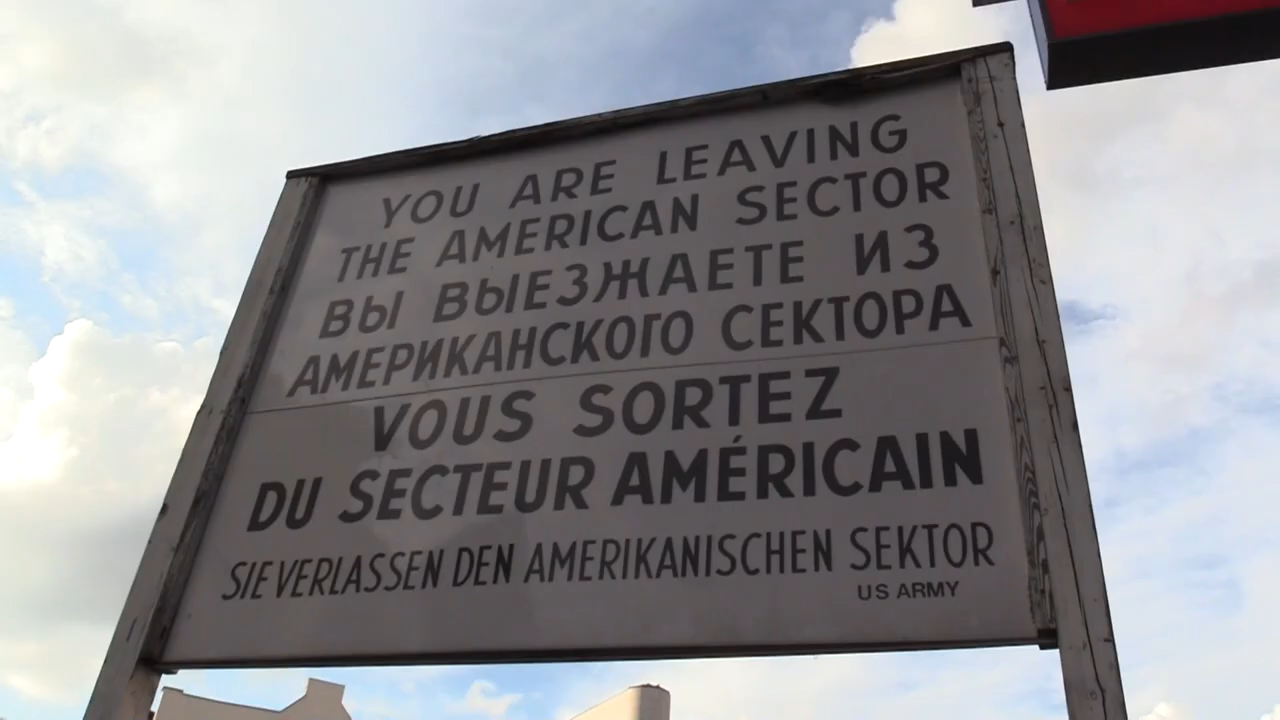 YOU ARE LEAVING
THE AMERICAN SECTOR
ВЫ ВЫЕЗЖАЕТЕ ИЗ
АМЕРИКАНСКОГО СЕКТОРА
VOUS SORTEZ
DU SECTEUR AMÉRICAIN
SIE VERLASSEN DEN AMERIKANISCHEN SEKTOR
US ARMY